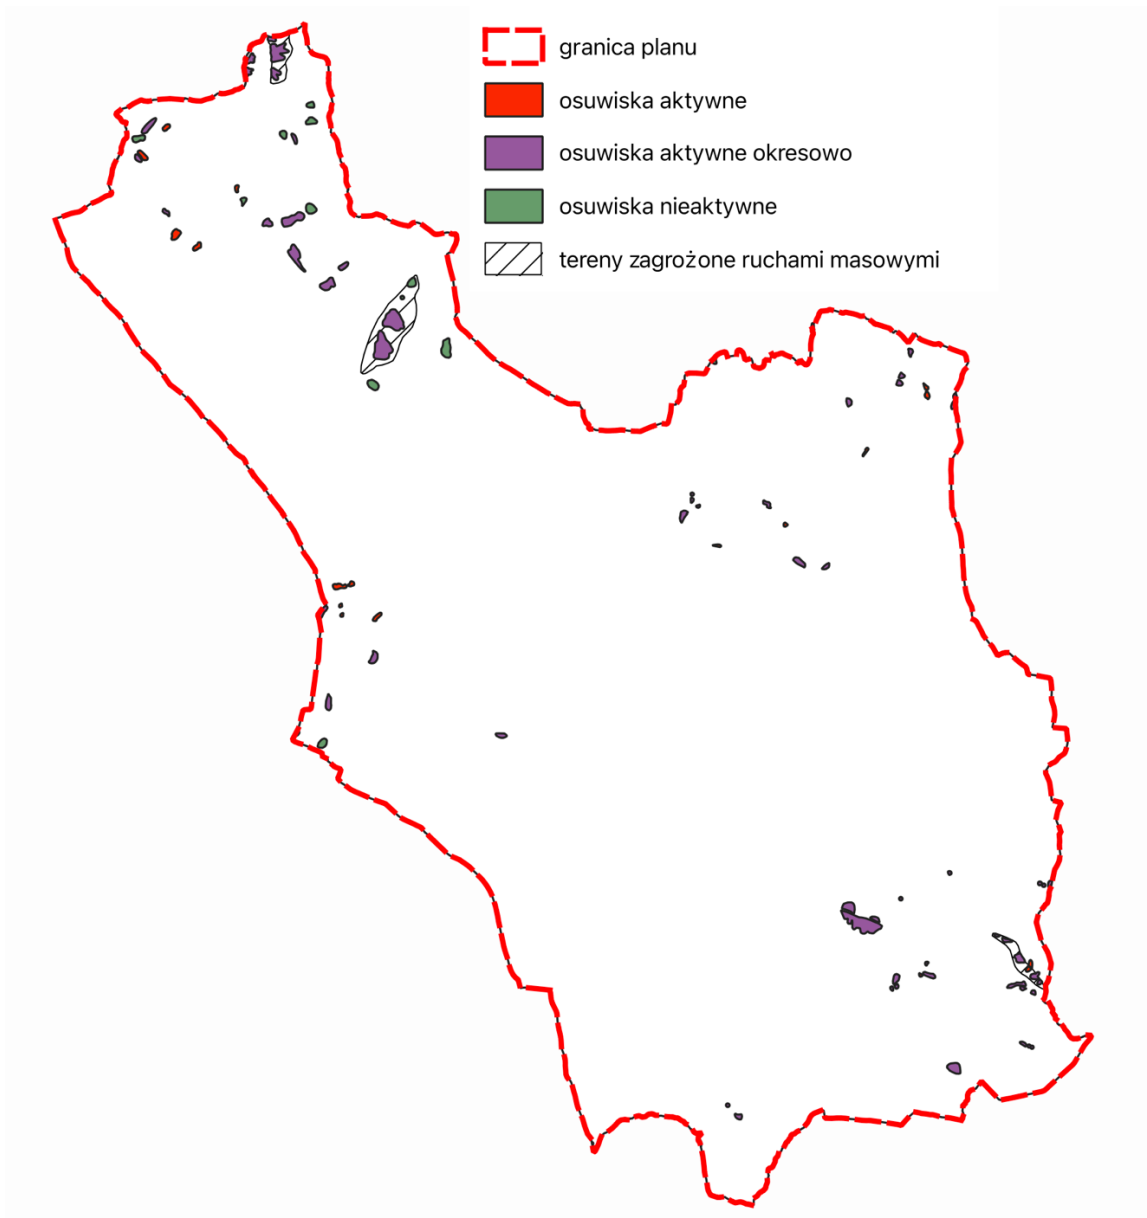 granica planu
osuwiska aktywne
osuwiska aktywne okresowo
osuwiska nieaktywne
tereny zagrożone ruchami masowymi